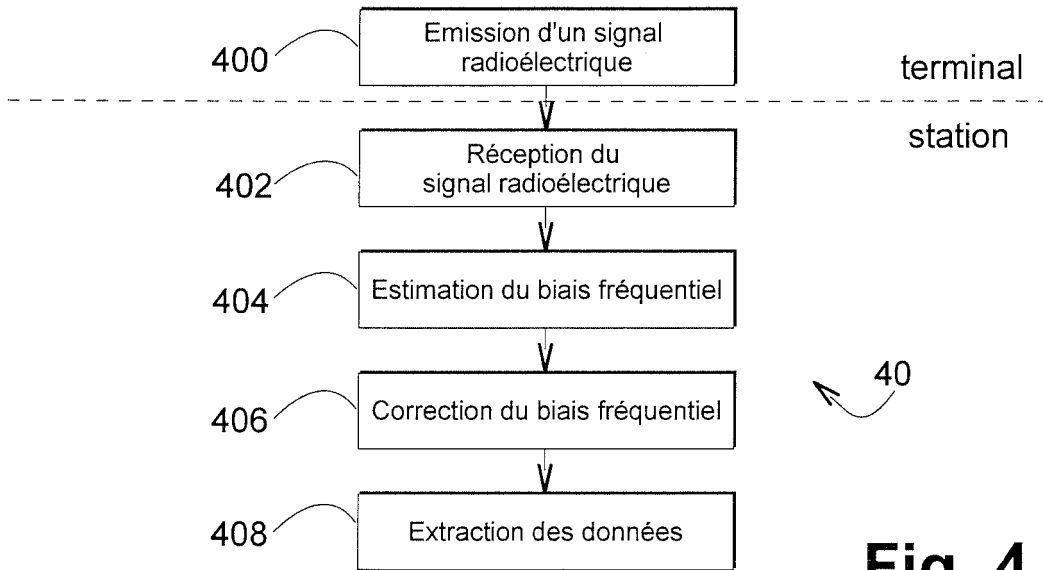 Emission d'un signal
radioélectrique
400
terminal
station
Réception du
signal radioélectrique
402
Estimation du biais fréquentiel
404
40
Correction du biais fréquentiel
406
Extraction des données
408
Fig. 4